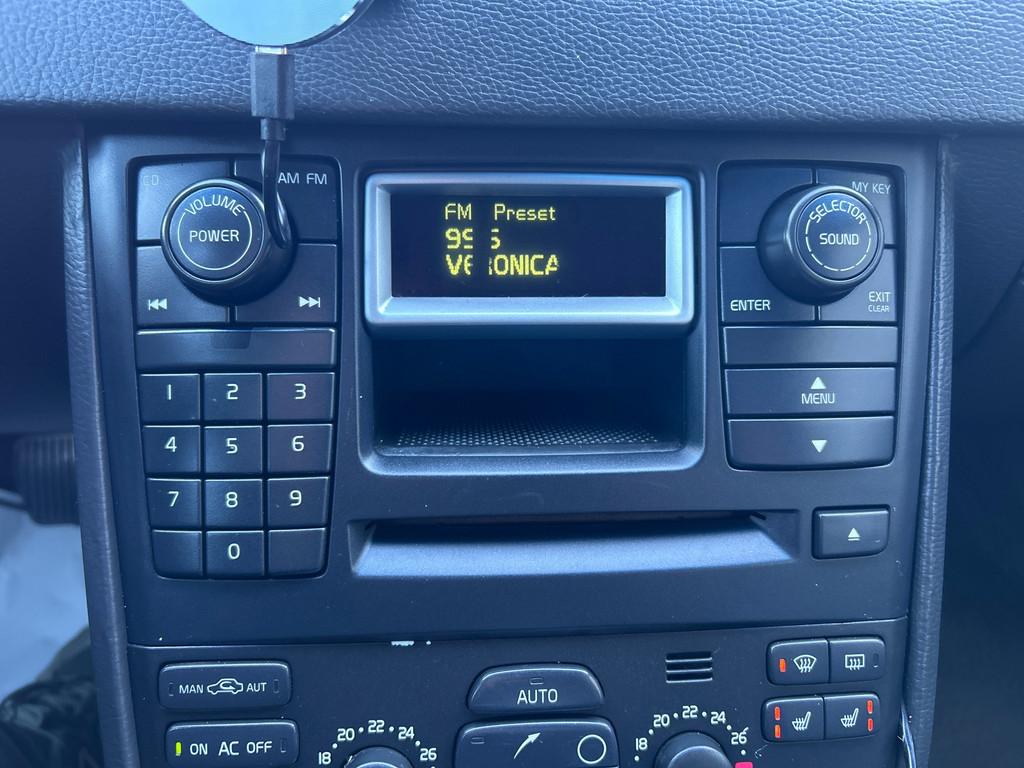 CD
AM FM
VOLUME
POWER
FM Preset
VERONICA
MY KEY
SELECTOR
SOUND
ENTER
EXIT
CLEAR
1 2 3
4 5 6
7 8 9
0
MENU
MAN AUT
AUTO
ON AC OFF
18 20 22 24 26
18 20 22 24 26